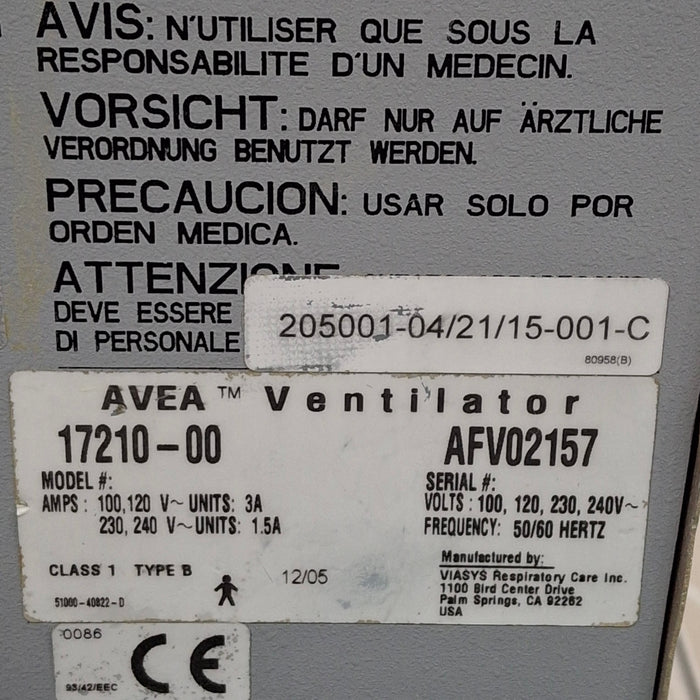 AVIS: N'UTILISER QUE SOUS LA
RESPONSABILITE D'UN MEDECIN.
VORSICHT: DARF NUR AUF ÄRZTLICHE
VERORDNUNG BENUTZT WERDEN.
PRECAUCION: USAR SOLO POR
ORDEN MEDICA.
ATTENZIONE
DEVE ESSERE
DI PERSONALE
205001-04/21/15-001-C
80958(B)
AVEA™ Ventilator
17210-00 AFV02157
MODEL #: SERIAL #:
AMPS: 100,120 V~ UNITS: 3A VOLTS: 100, 120, 230, 240V~
230, 240 V~UNITS: 1.5A FREQUENCY: 50/60 HERTZ
CLASS 1 TYPE B 12/05
51000-40822-D
Manufactured by:
VIASYS Respiratory Care Inc.
1100 Bird Center Drive
Palm Springs, CA 92262
USA
0086
CE
93/42/EEC